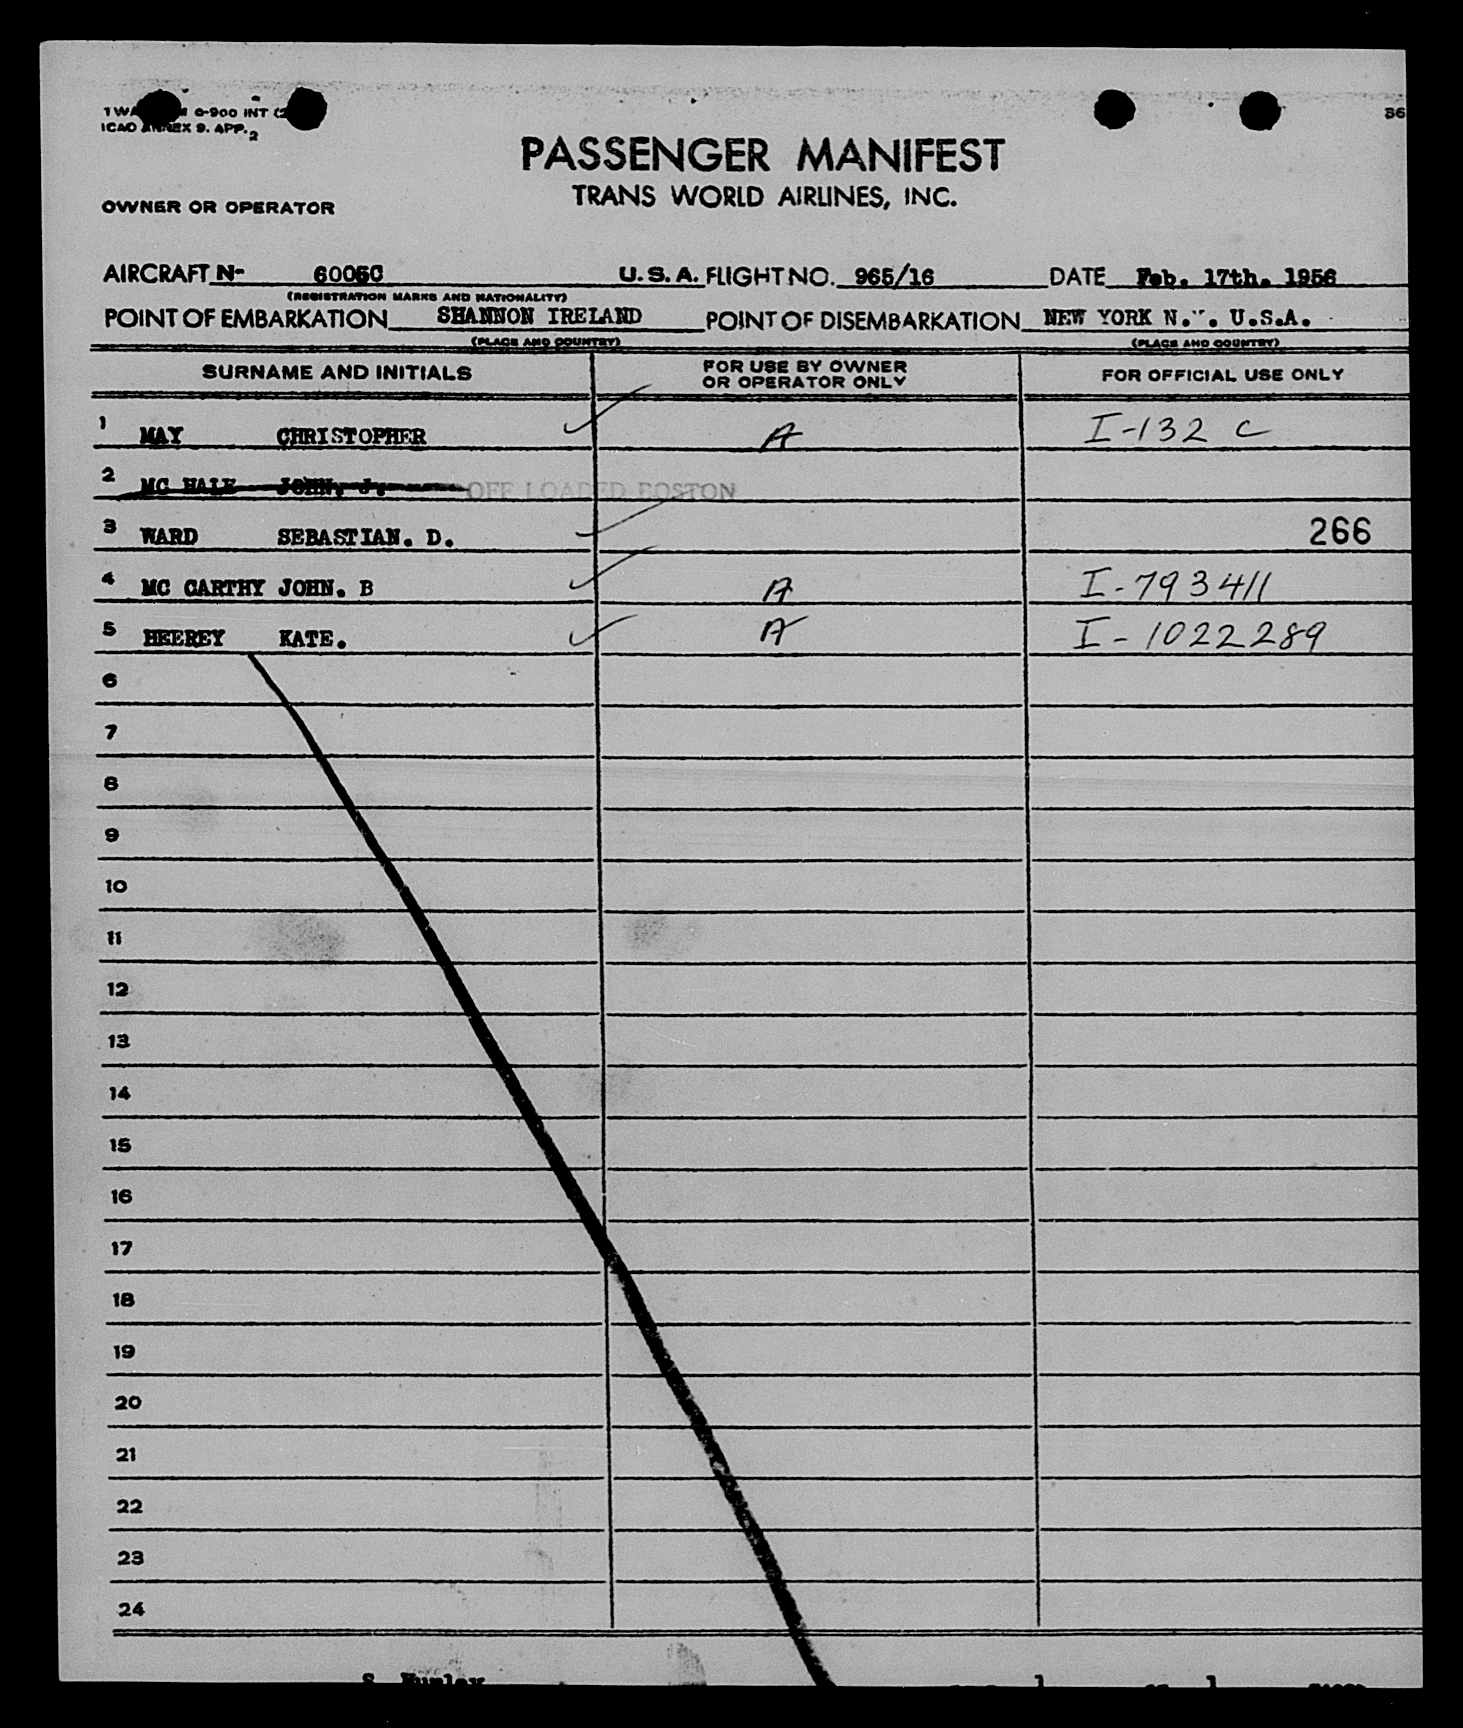 6-900 INT
ICAO ANNEX 9. APP. 2
36
PASSENGER MANIFEST
TRANS WORLD AIRLINES, INC.
OWNER OR OPERATOR
AIRCRAFT N- 6005C U.S.A. FLIGHT NO. 965/16 DATE Feb. 17th. 1956
(REGISTRATION MARKS AND NATIONALITY)
POINT OF EMBARKATION SHANNON IRELAND POINT OF DISEMBARKATION NEW YORK N.Y. U.S.A.
(PLACE AND COUNTRY) (PLACE AND COUNTRY)
SURNAME AND INITIALS FOR USE BY OWNER OR OPERATOR ONLY FOR OFFICIAL USE ONLY
1 MAY CHRISTOPHER A I-132 C
2 MC HALE JOHN. J. OFF LOADED BOSTON
3 WARD SEBASTIAN. D. 266
4 MC CARTHY JOHN. B A I-793411
5 HEEREY KATE. A I-1022289
6
7
8
9
10
11
12
13
14
15
16
17
18
19
20
21
22
23
24